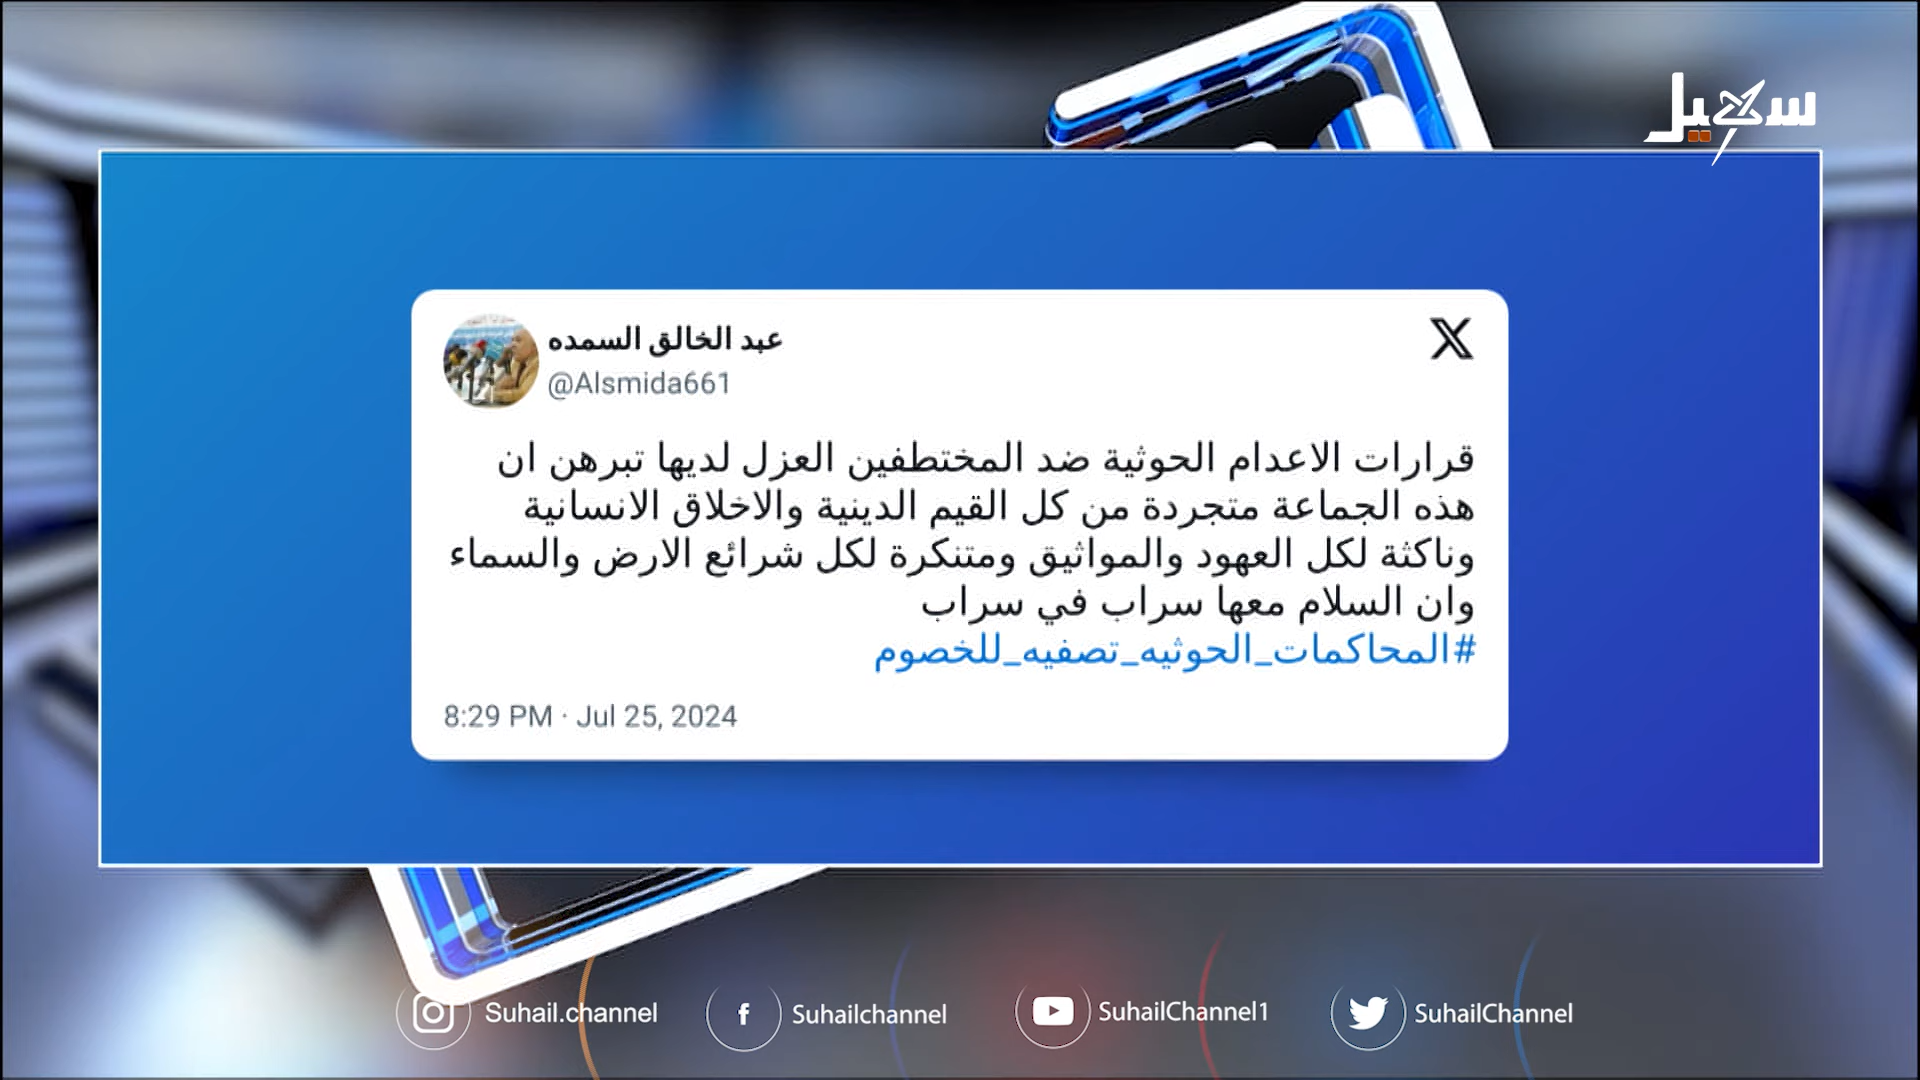 سهيل
عبد الخالق السمده
@Alsmida661
قرارات الاعدام الحوثية ضد المختطفين العزل لديها تبرهن ان
هذه الجماعة متجردة من كل القيم الدينية والاخلاق الانسانية
وناكثة لكل العهود والمواثيق ومتنكرة لكل شرائع الارض والسماء
وان السلام معها سراب في سراب
#المحاكمات_الحوثيه_تصفيه_للخصوم
8:29 PM · Jul 25, 2024
Suhail.channel
Suhailchannel
SuhailChannel1
SuhailChannel